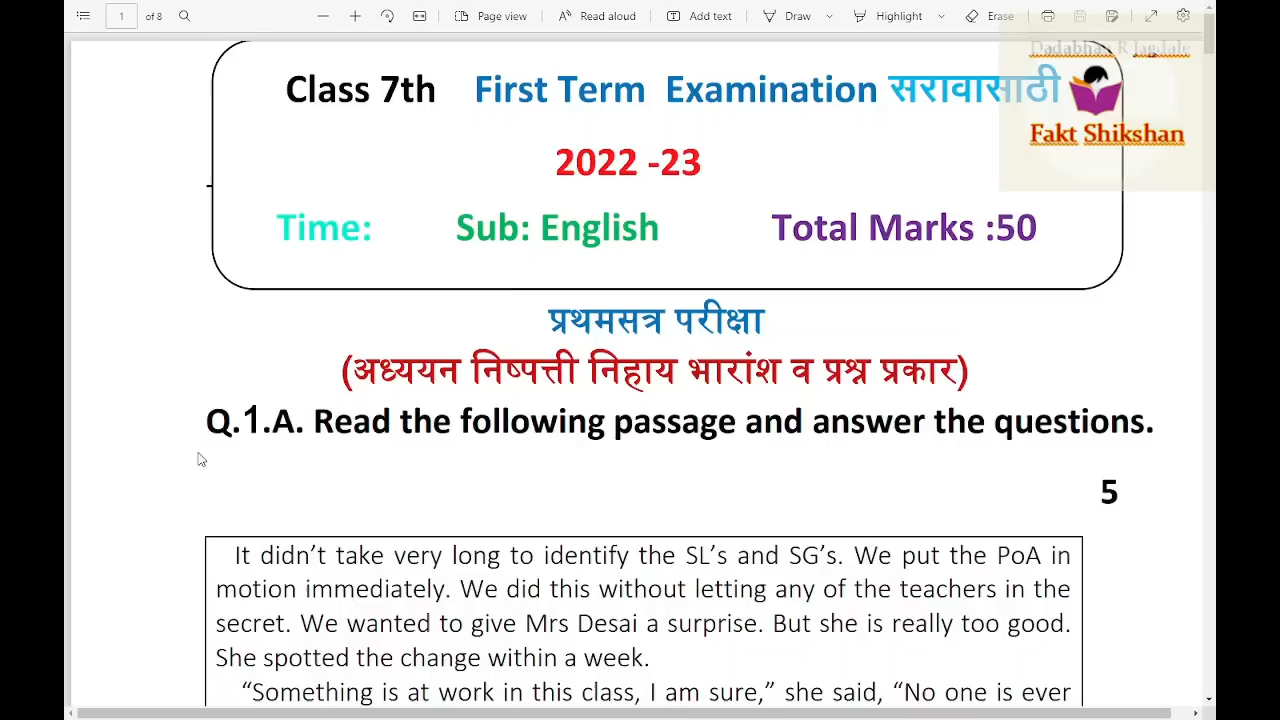 1 of 8 Page view Read aloud Add text Draw Highlight Erase
Dadabhau R Jagdale
Fakt Shikshan
Class 7th First Term Examination सरावासाठी
2022 -23
Time: Sub: English Total Marks :50
प्रथमसत्र परीक्षा
(अध्ययन निष्पत्ती निहाय भारांश व प्रश्न प्रकार)
Q.1.A. Read the following passage and answer the questions.
5
It didn’t take very long to identify the SL’s and SG’s. We put the PoA in
motion immediately. We did this without letting any of the teachers in the
secret. We wanted to give Mrs Desai a surprise. But she is really too good.
She spotted the change within a week.
“Something is at work in this class, I am sure,” she said, “No one is ever